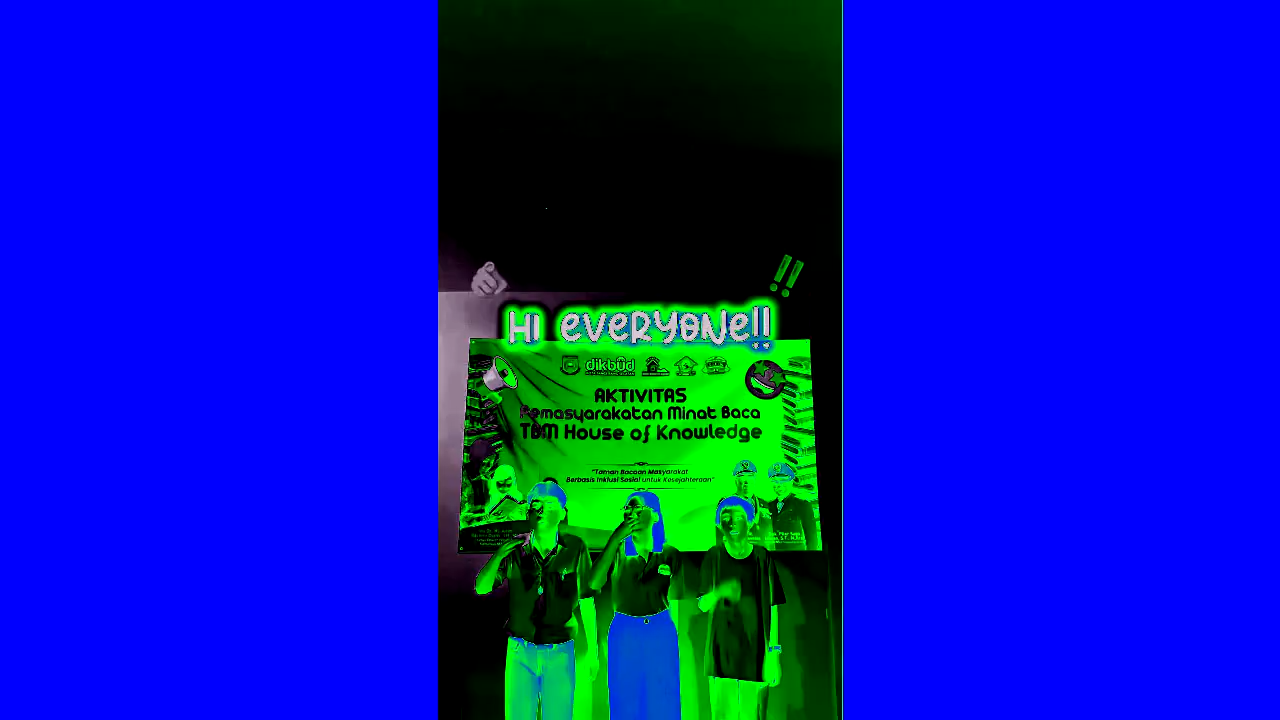 HI EVERYONE!!
dikbud
AKTIVITAS
Pemasyarakatan Minat Baca
TBM House of Knowledge
"Taman Bacaan Masyarakat
Berbasis Inklusi Sosial untuk Kesejahteraan"